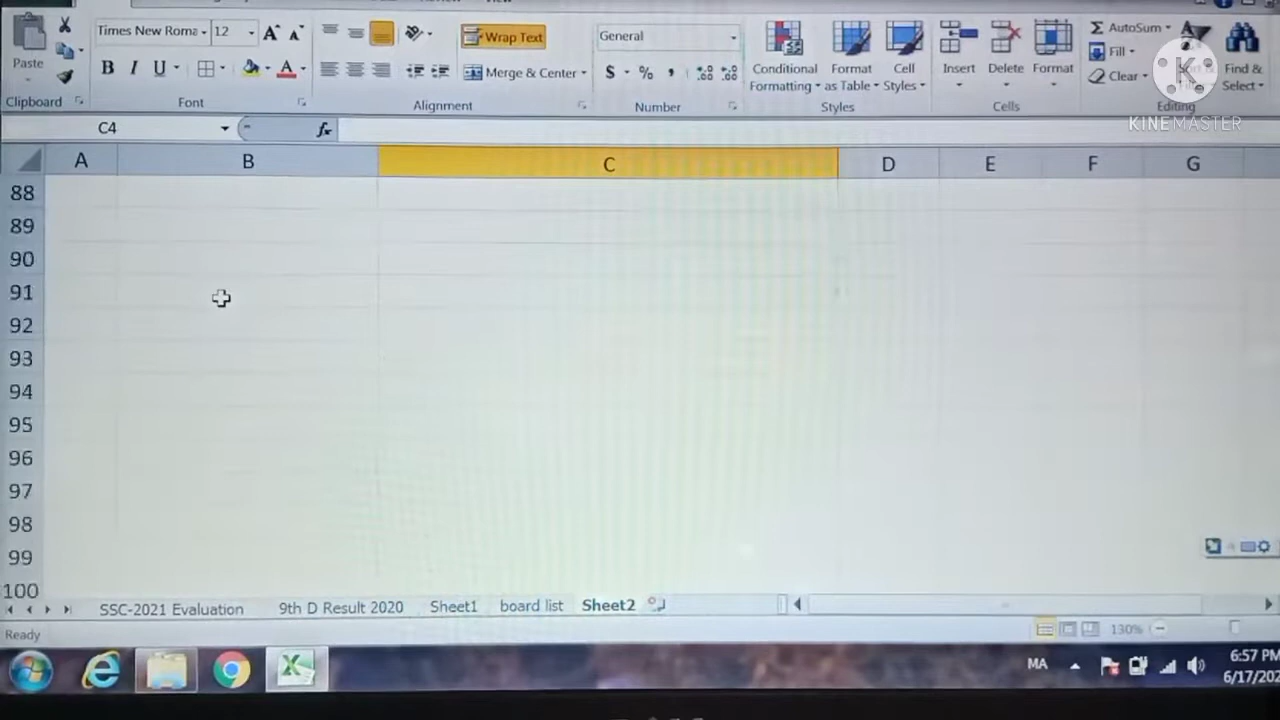 Times New Roma 12 A A Wrap Text General Σ AutoSum
Paste B I U A Merge & Center $ % , Conditional Formatting Format as Table Cell Styles Insert Delete Format Fill Clear Find & Select
Clipboard Font Alignment Number Styles Cells Editing
KINEMASTER
C4 fx
A B C D E F G
88
89
90
91
92
93
94
95
96
97
98
99
100
SSC-2021 Evaluation 9th D Result 2020 Sheet1 board list Sheet2
Ready 130%
MA 6:57 PM
6/17/202